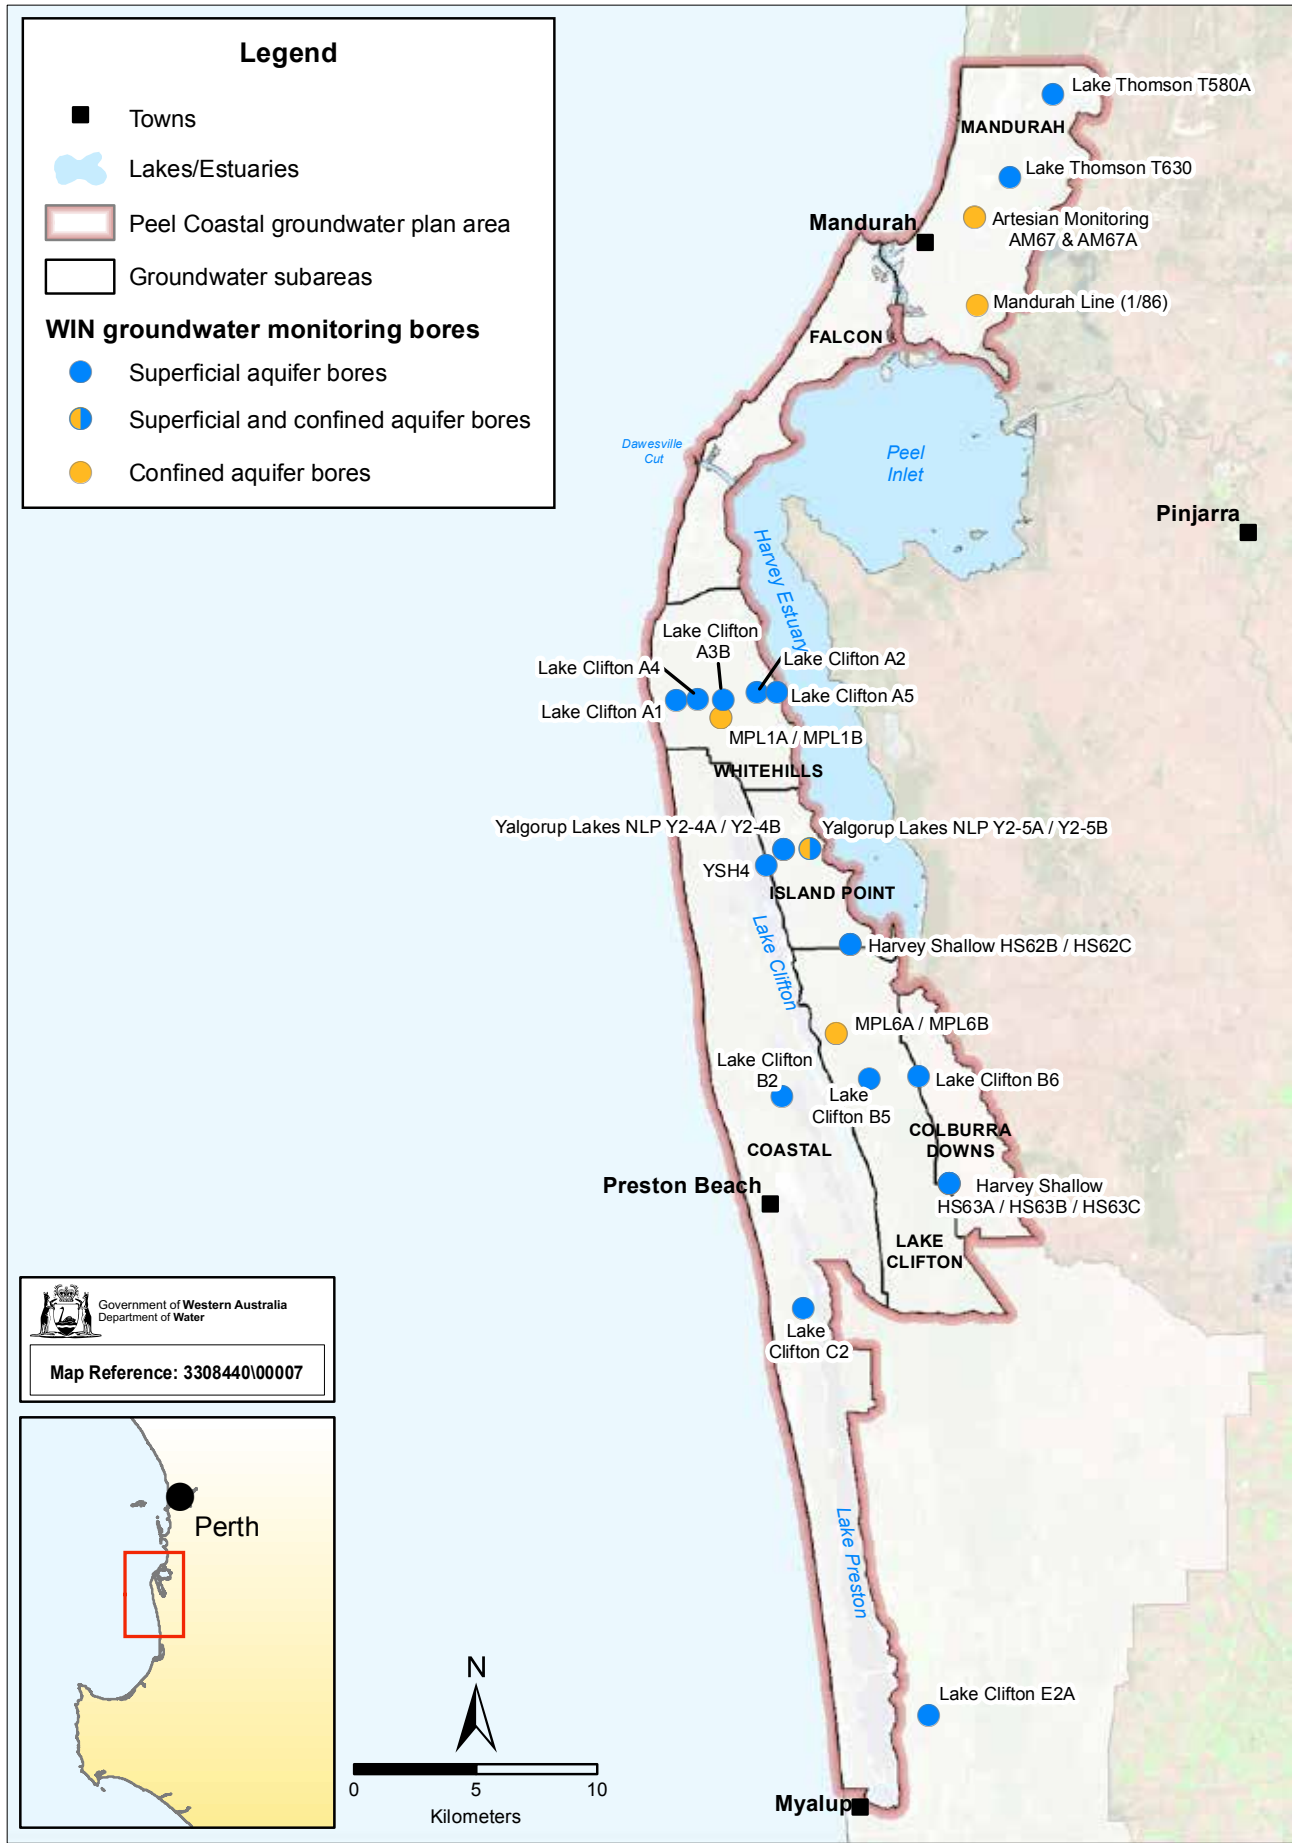 Legend
Towns
Lakes/Estuaries
Peel Coastal groundwater plan area
Groundwater subareas
WIN groundwater monitoring bores
Superficial aquifer bores
Superficial and confined aquifer bores
Confined aquifer bores
Lake Thomson T580A
MANDURAH
Lake Thomson T630
Artesian Monitoring
AM67 & AM67A
Mandurah
Mandurah Line (1/86)
FALCON
Dawesville
Cut
Peel
Inlet
Pinjarra
Harvey Estuary
Lake Clifton
A3B
Lake Clifton A2
Lake Clifton A4
Lake Clifton A5
Lake Clifton A1
MPL1A / MPL1B
WHITEHILLS
Yalgorup Lakes NLP Y2-4A / Y2-4B
Yalgorup Lakes NLP Y2-5A / Y2-5B
YSH4
ISLAND POINT
Lake Clifton
Harvey Shallow HS62B / HS62C
MPL6A / MPL6B
Lake Clifton
B2
Lake
Clifton B5
Lake Clifton B6
COLBURRA
DOWNS
COASTAL
Preston Beach
Harvey Shallow
HS63A / HS63B / HS63C
LAKE
CLIFTON
Lake
Clifton C2
Lake Preston
Lake Clifton E2A
Myalup
Government of Western Australia
Department of Water
Map Reference: 3308440\00007
Perth
N
0 5 10
Kilometers